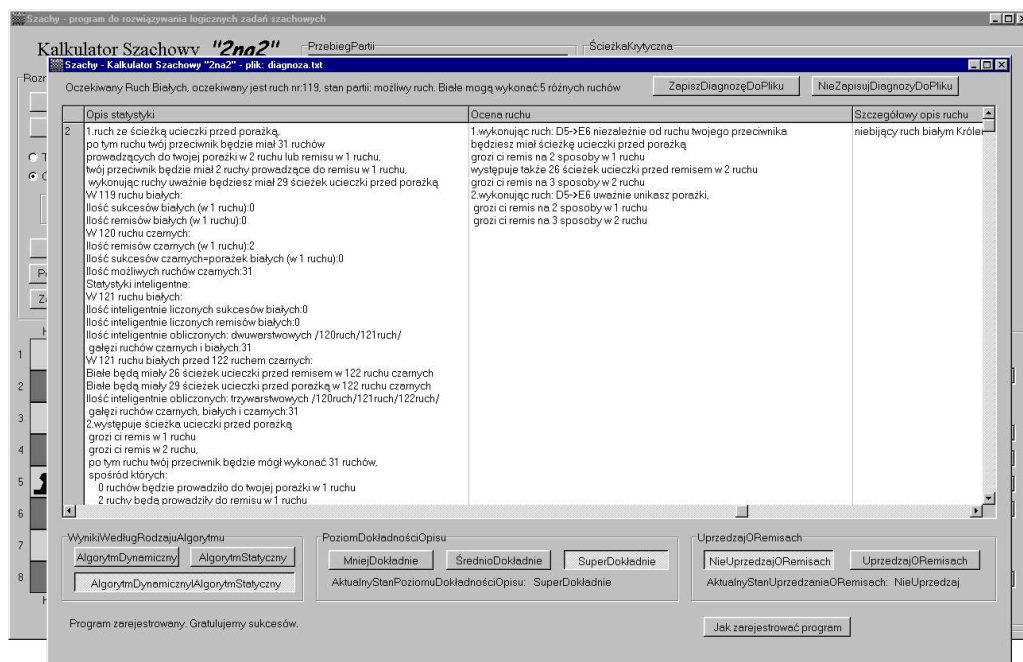 Szachy - program do rozwiązywania logicznych zadań szachowych
Kalkulator Szachowy "2na2"
PrzebiegPartii
ŚcieżkaKrytyczna
Szachy - Kalkulator Szachowy "2na2" - plik: diagnoza.txt
Oczekiwany Ruch Białych, oczekiwany jest ruch nr:119, stan partii: możliwy ruch. Białe mogą wykonać:5 różnych ruchów
ZapiszDiagnozęDoPliku
NieZapisujDiagnozyDoPliku
Opis statystyki
Ocena ruchu
Szczegółowy opis ruchu
2
1.ruch ze ścieżką ucieczki przed porażką,
po tym ruchu twój przeciwnik będzie miał 31 ruchów
prowadzących do twojej porażki w 2 ruchu lub remisu w 1 ruchu,
twój przeciwnik będzie miał 2 ruchy prowadzące do remisu w 1 ruchu,
wykonując ruchy uważnie będziesz miał 29 ścieżek ucieczki przed porażką
W 119 ruchu białych:
Ilość sukcesów białych (w 1 ruchu):0
Ilość remisów białych (w 1 ruchu):0
W 120 ruchu czarnych:
Ilość remisów czarnych (w 1 ruchu):2
Ilość sukcesów czarnych=porażek białych (w 1 ruchu):0
Ilość możliwych ruchów czarnych:31
Statystyki inteligentne:
W 121 ruchu białych:
Ilość inteligentnie liczonych sukcesów białych:0
Ilość inteligentnie liczonych remisów białych:0
Ilość inteligentnie obliczonych: dwuwarstwowych /120ruch/121ruch/
gałęzi ruchów czarnych i białych:31
W 121 ruchu białych przed 122 ruchem czarnych:
Białe będą miały 26 ścieżek ucieczki przed remisem w 122 ruchu czarnych
Białe będą miały 29 ścieżek ucieczki przed porażką w 122 ruchu czarnych
Ilość inteligentnie obliczonych: trzywarstwowych /120ruch/121ruch/122ruch/
gałęzi ruchów czarnych, białych i czarnych:31
2.występuje ścieżka ucieczki przed porażką
grozi ci remis w 1 ruchu
grozi ci remis w 2 ruchu,
po tym ruchu twój przeciwnik będzie mógł wykonać 31 ruchów,
spośród których:
0 ruchów będzie prowadziło do twojej porażki w 1 ruchu
2 ruchy będą prowadziły do remisu w 1 ruchu
1.wykonując ruch: D5->E6 niezależnie od ruchu twojego przeciwnika
będziesz miał ścieżkę ucieczki przed porażką
grozi ci remis na 2 sposoby w 1 ruchu
występuje także 26 ścieżek ucieczki przed remisem w 2 ruchu
grozi ci remis na 3 sposoby w 2 ruchu
2.wykonując ruch: D5->E6 uważnie unikasz porażki,
grozi ci remis na 2 sposoby w 1 ruchu
grozi ci remis na 3 sposoby w 2 ruchu
niebijący ruch białym Królem
1
2
3
4
5
6
7
8
WynikiWedługRodzajuAlgorytmu
AlgorytmDynamiczny
AlgorytmStatyczny
AlgorytmDynamicznyIAlgorytmStatyczny
PoziomDokładnościOpisu
MniejDokładnie
ŚrednioDokładnie
SuperDokładnie
AktualnyStanPoziomuDokładnościOpisu: SuperDokładnie
UprzedzajORemisach
NieUprzedzajORemisach
UprzedzajORemisach
AktualnyStanUprzedzaniaORemisach: NieUprzedzaj
Program zarejestrowany. Gratulujemy sukcesów.
Jak zarejestrować program